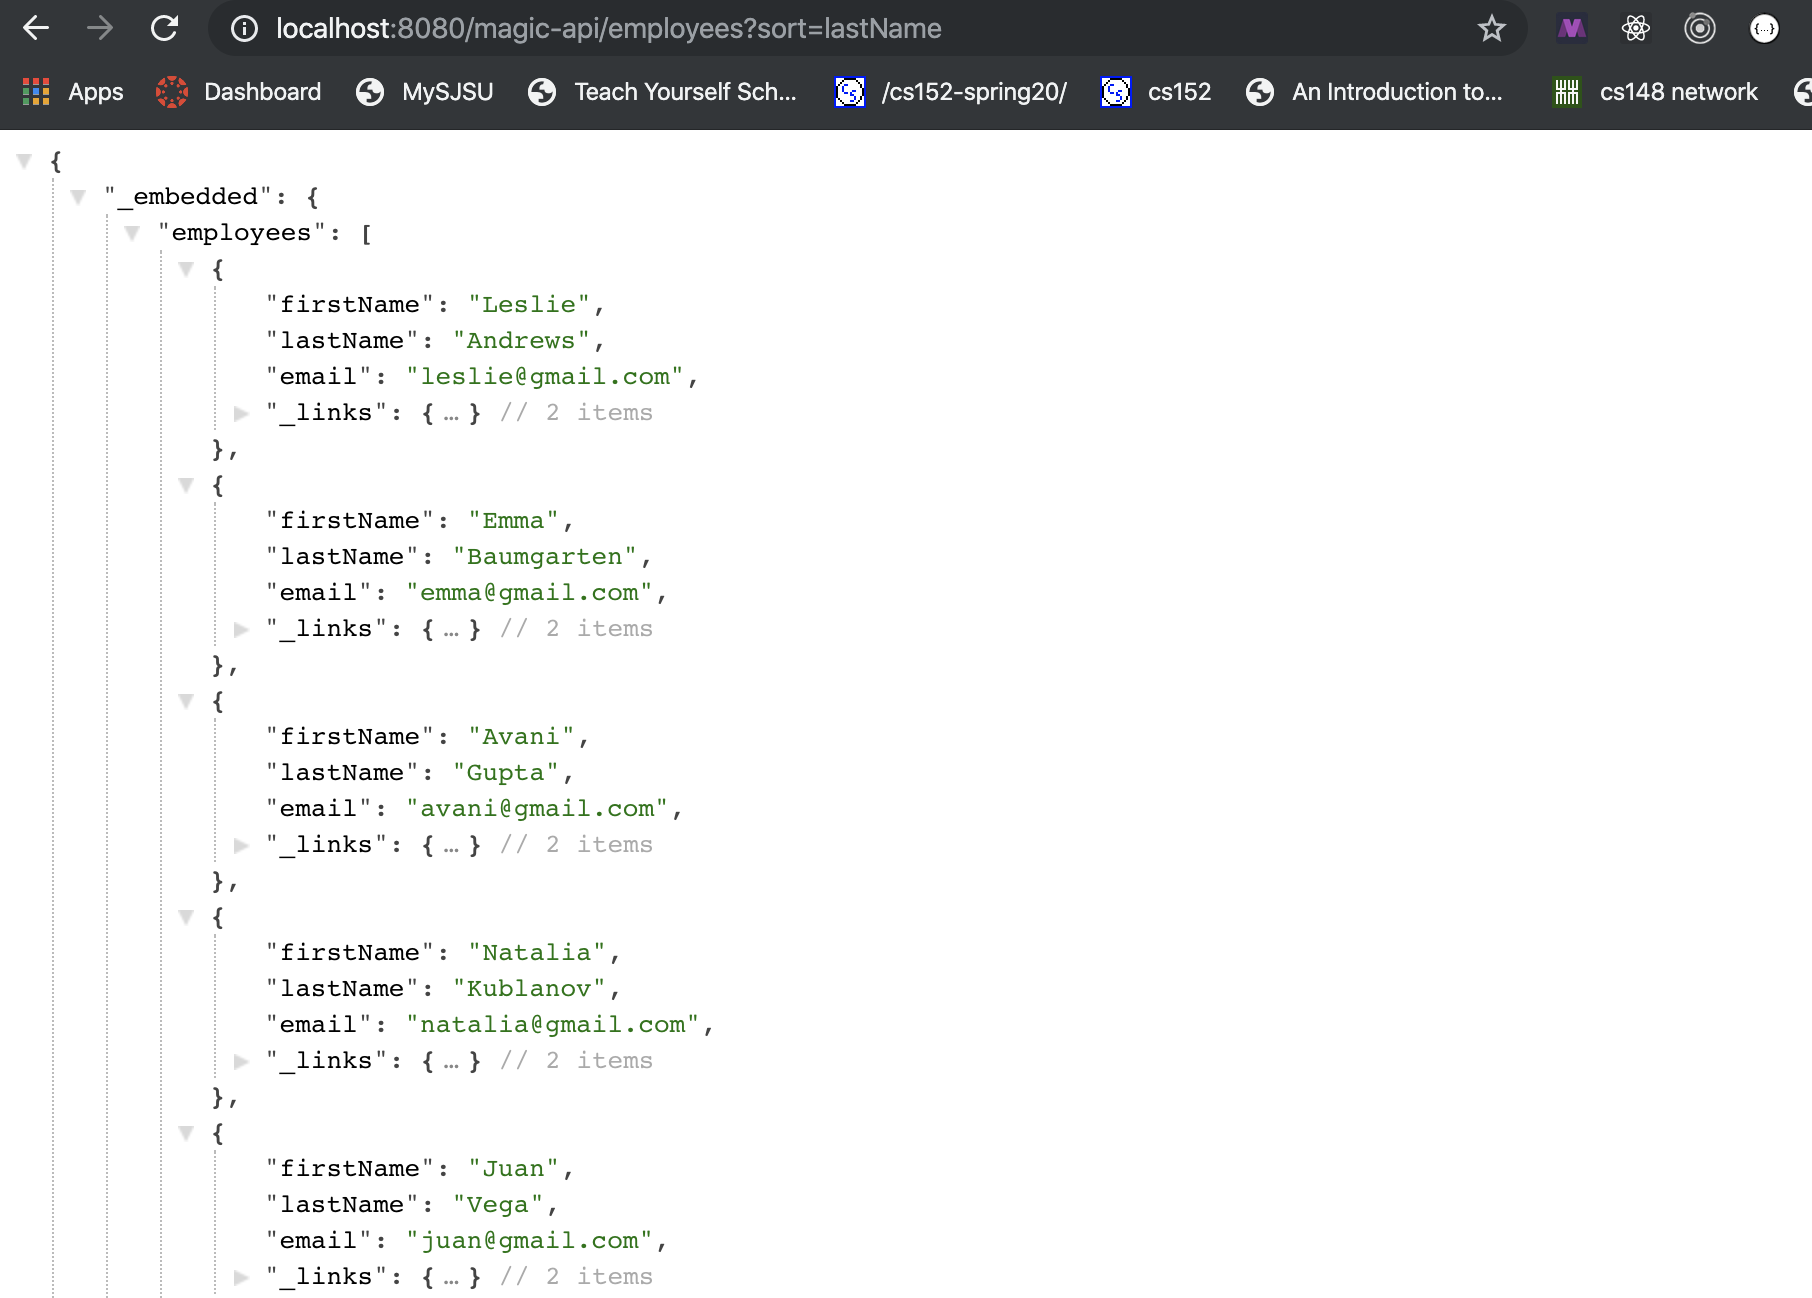 localhost:8080/magic-api/employees?sort=lastName
Apps Dashboard MySJSU Teach Yourself Sch... /cs152-spring20/ cs152 An Introduction to... cs148 network
{
"_embedded": {
"employees": [
{
"firstName": "Leslie",
"lastName": "Andrews",
"email": "leslie@gmail.com",
"_links": { … } // 2 items
},
{
"firstName": "Emma",
"lastName": "Baumgarten",
"email": "emma@gmail.com",
"_links": { … } // 2 items
},
{
"firstName": "Avani",
"lastName": "Gupta",
"email": "avani@gmail.com",
"_links": { … } // 2 items
},
{
"firstName": "Natalia",
"lastName": "Kublanov",
"email": "natalia@gmail.com",
"_links": { … } // 2 items
},
{
"firstName": "Juan",
"lastName": "Vega",
"email": "juan@gmail.com",
"_links": { … } // 2 items